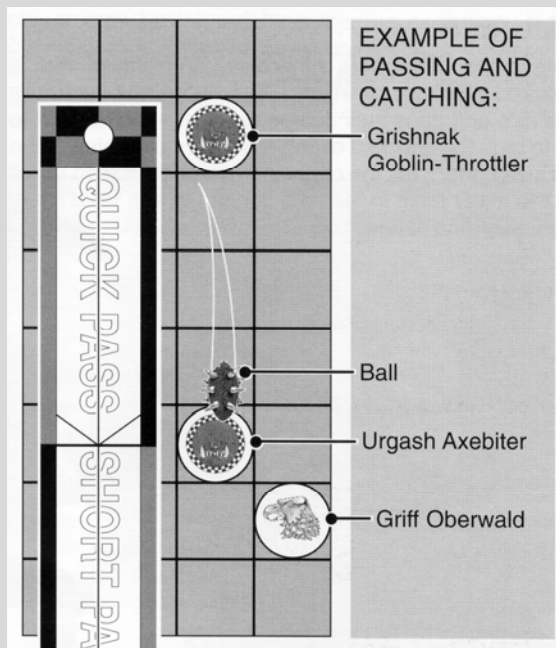 EXAMPLE OF
PASSING AND
CATCHING:
Grishnak
Goblin-Throttler
QUICK PASS
Ball
Urgash Axebiter
SHORT PA
Griff Oberwald